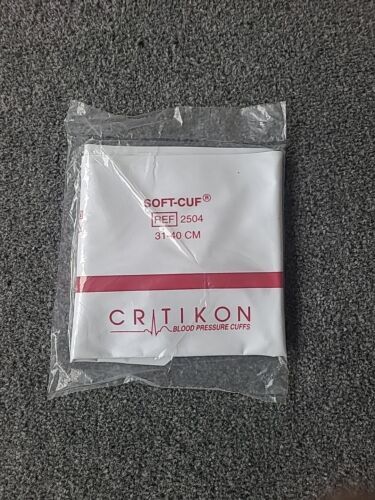 SOFT-CUF®
REF 2504
31-40 CM
CRITIKON
BLOOD PRESSURE CUFFS